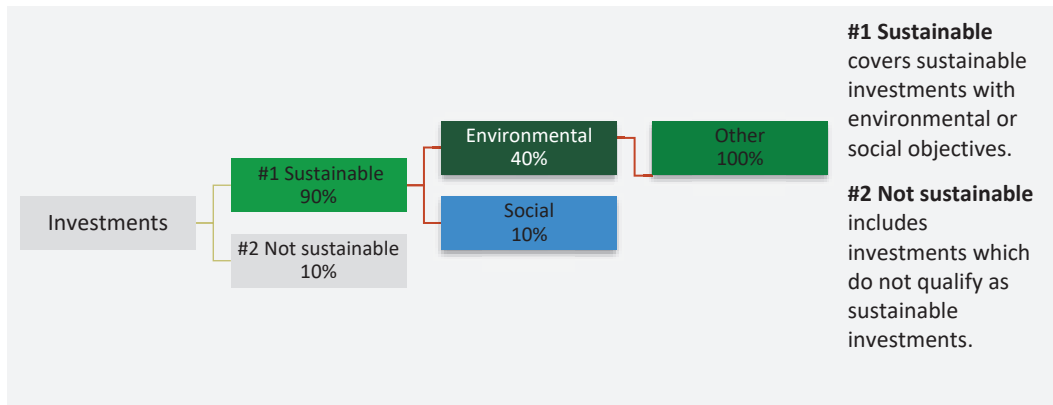 Investments
#1 Sustainable
90%
#2 Not sustainable
10%
Environmental
40%
Social
10%
Other
100%
#1 Sustainable
covers sustainable
investments with
environmental or
social objectives.
#2 Not sustainable
includes
investments which
do not qualify as
sustainable
investments.